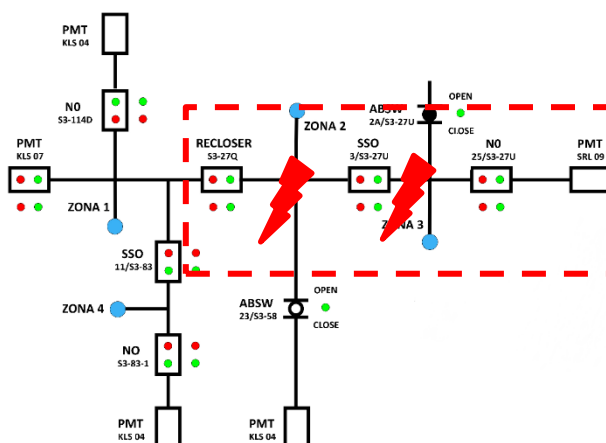 PMT
KLS 04
N0
S3-114D
PMT
KLS 07
ZONA 1
RECLOSER
S3-27Q
ZONA 2
SSO
3/S3-27U
ABSW
2A/S3-27U
OPEN
CLOSE
N0
25/S3-27U
PMT
SRL 09
ZONA 3
SSO
11/S3-83
ZONA 4
ABSW
23/S3-58
OPEN
CLOSE
NO
S3-83-1
PMT
KLS 04
PMT
KLS 04